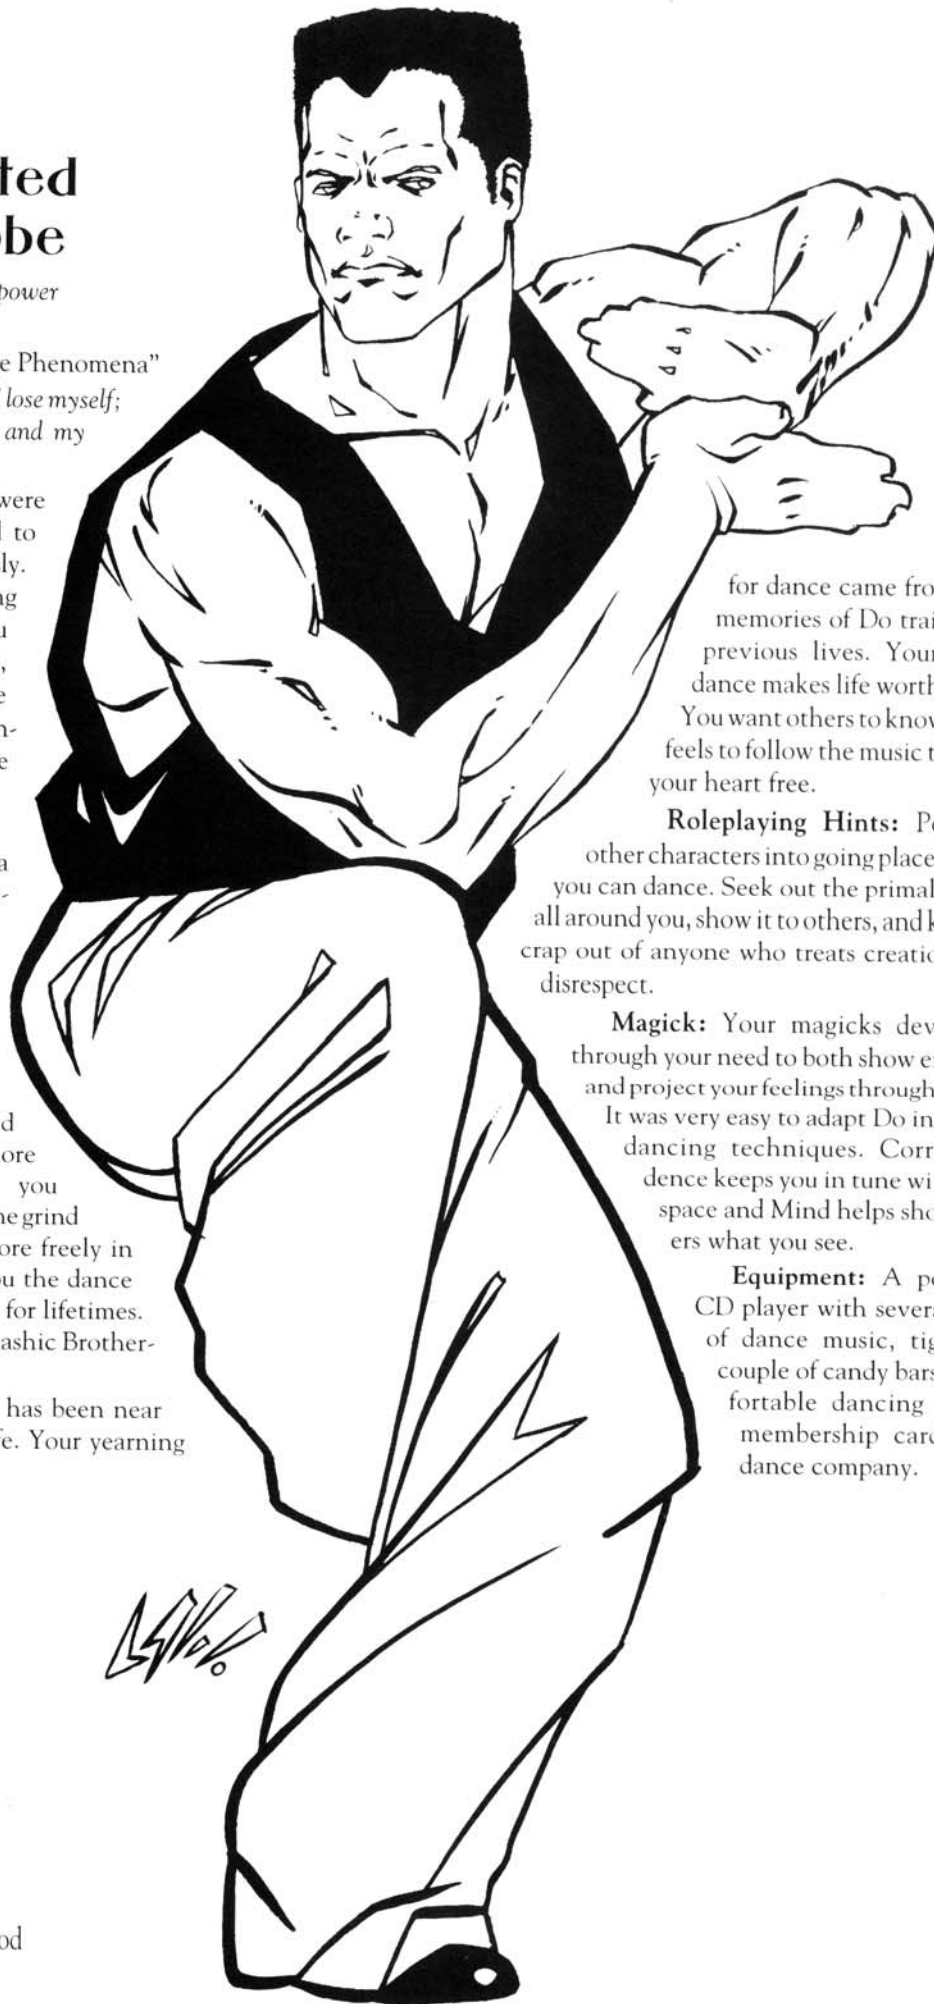 ted
obe
power
e Phenomena”
lose myself;
and my
were
to
ly.
ng
u
,
e
n-
e
a
-
d
ore
you
he grind
ore freely in
u the dance
for lifetimes.
ashic Brother-
has been near
fe. Your yearning
od
for dance came fro
memories of Do trai
previous lives. Your
dance makes life worth
You want others to know
feels to follow the music t
your heart free.
Roleplaying Hints: Pe
other characters into going place
you can dance. Seek out the primal
all around you, show it to others, and k
crap out of anyone who treats creatio
disrespect.
Magick: Your magicks dev
through your need to both show e
and project your feelings through
It was very easy to adapt Do in
dancing techniques. Corr
dence keeps you in tune wi
space and Mind helps sho
ers what you see.
Equipment: A po
CD player with sever
of dance music, tig
couple of candy bars
fortable dancing
membership card
dance company.